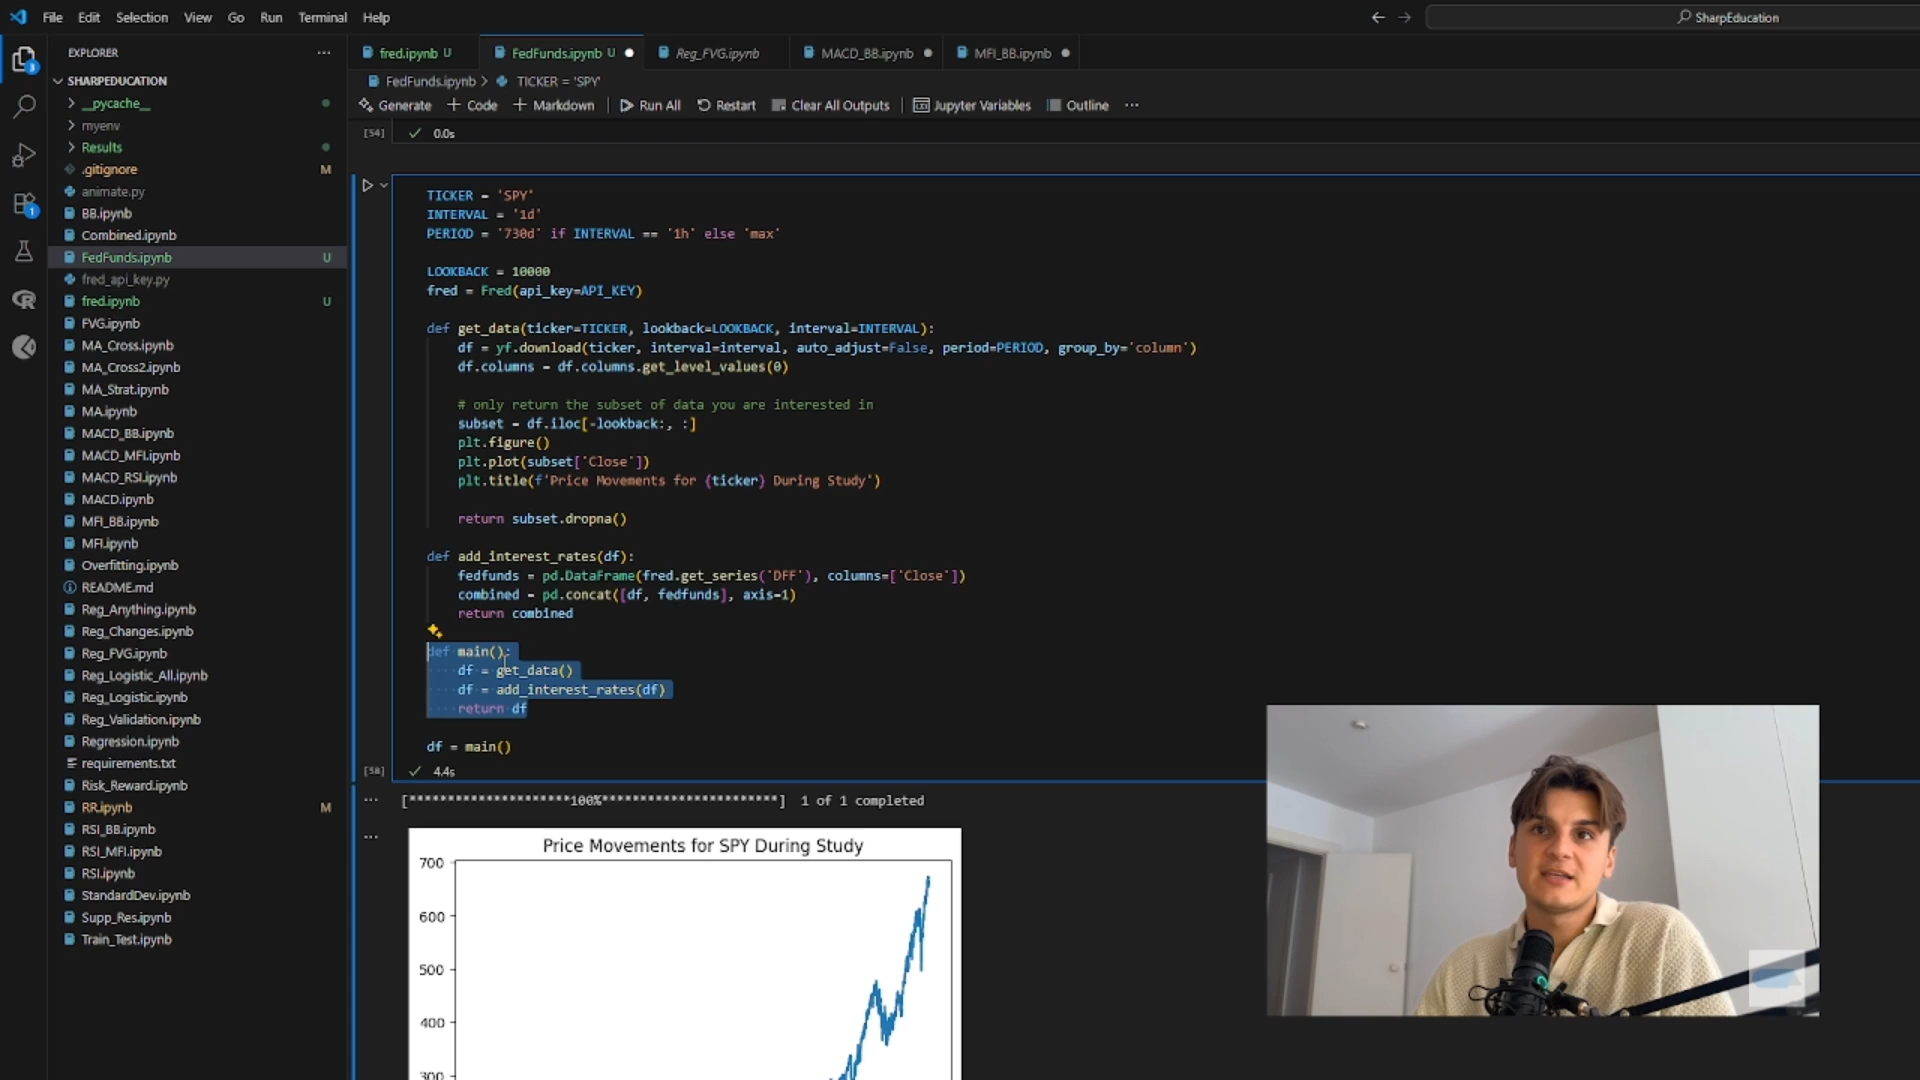 File Edit Selection View Go Run Terminal Help
SharpEducation
EXPLORER
fred.ipynb U
FedFunds.ipynb U
Reg_FVG.ipynb
MACD_BB.ipynb
MFI_BB.ipynb
SHARPEDUCATION
FedFunds.ipynb > TICKER = 'SPY'
Generate + Code + Markdown Run All Restart Clear All Outputs Jupyter Variables Outline ...
__pycache__
myenv
Results
.gitignore M
animate.py
BB.ipynb
Combined.ipynb
FedFunds.ipynb U
fred_api_key.py
fred.ipynb U
FVG.ipynb
MA_Cross.ipynb
MA_Cross2.ipynb
MA_Strat.ipynb
MA.ipynb
MACD_BB.ipynb
MACD_MFI.ipynb
MACD_RSI.ipynb
MACD.ipynb
MFI_BB.ipynb
MFI.ipynb
Overfitting.ipynb
README.md
Reg_Anything.ipynb
Reg_Changes.ipynb
Reg_FVG.ipynb
Reg_Logistic_All.ipynb
Reg_Logistic.ipynb
Reg_Validation.ipynb
Regression.ipynb
requirements.txt
Risk_Reward.ipynb
RR.ipynb M
RSI_BB.ipynb
RSI_MFI.ipynb
RSI.ipynb
StandardDev.ipynb
Supp_Res.ipynb
Train_Test.ipynb
[54] 0.0s
TICKER = 'SPY'
INTERVAL = '1d'
PERIOD = '730d' if INTERVAL == '1h' else 'max'
LOOKBACK = 10000
fred = Fred(api_key=API_KEY)
def get_data(ticker=TICKER, lookback=LOOKBACK, interval=INTERVAL):
df = yf.download(ticker, interval=interval, auto_adjust=False, period=PERIOD, group_by='column')
df.columns = df.columns.get_level_values(0)
# only return the subset of data you are interested in
subset = df.iloc[-lookback:, :]
plt.figure()
plt.plot(subset['Close'])
plt.title(f'Price Movements for {ticker} During Study')
return subset.dropna()
def add_interest_rates(df):
fedfunds = pd.DataFrame(fred.get_series('DFF'), columns=['Close'])
combined = pd.concat([df, fedfunds], axis=1)
return combined
def main():
df = get_data()
df = add_interest_rates(df)
return df
df = main()
[58] 4.4s
[*********************100%***********************] 1 of 1 completed
Price Movements for SPY During Study
700
600
500
400
300